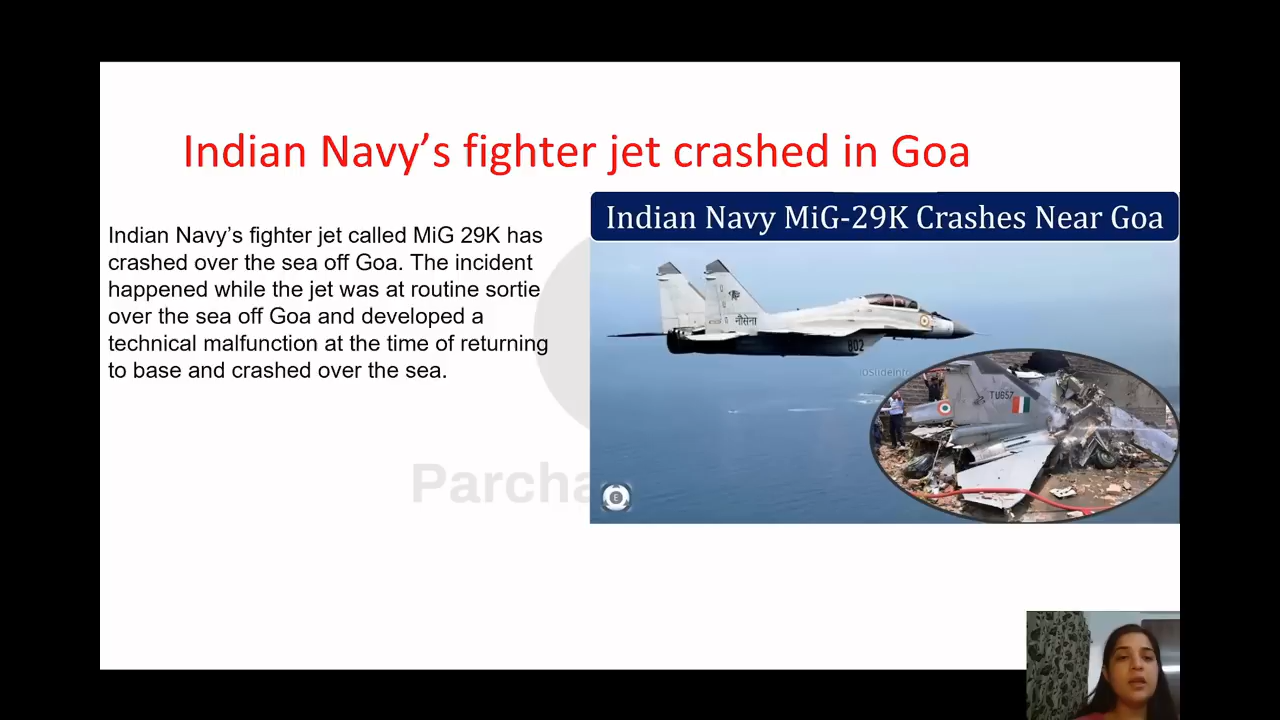 Indian Navy’s fighter jet crashed in Goa
Indian Navy’s fighter jet called MiG 29K has
crashed over the sea off Goa. The incident
happened while the jet was at routine sortie
over the sea off Goa and developed a
technical malfunction at the time of returning
to base and crashed over the sea.
Indian Navy MiG-29K Crashes Near Goa
नौसेना
802
TU657
E
Parcha